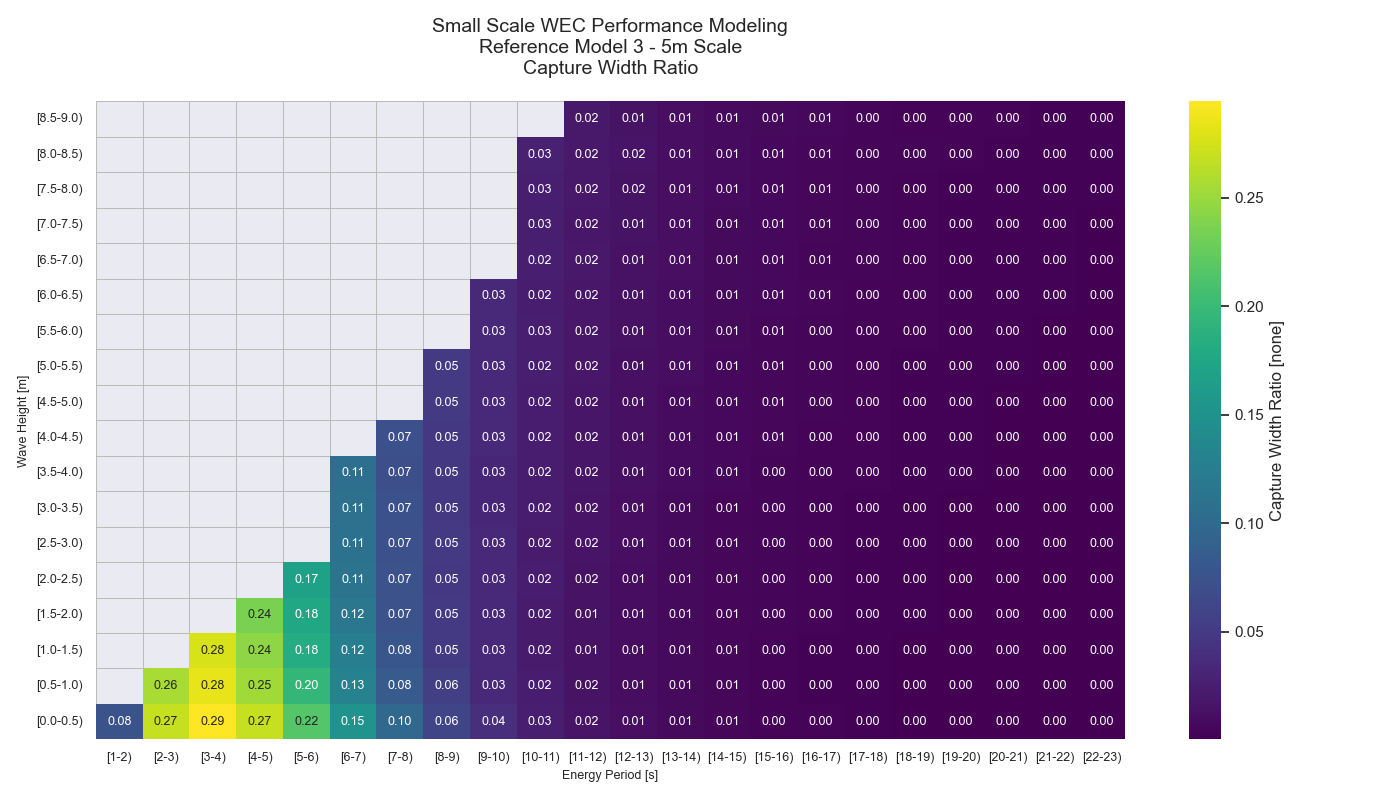 Small Scale WEC Performance Modeling
Reference Model 3 - 5m Scale
Capture Width Ratio
[8.5-9.0) 0.02 0.01 0.01 0.01 0.01 0.01 0.00 0.00 0.00 0.00 0.00 0.00
[8.0-8.5) 0.03 0.02 0.02 0.01 0.01 0.01 0.01 0.00 0.00 0.00 0.00 0.00 0.00
[7.5-8.0) 0.03 0.02 0.02 0.01 0.01 0.01 0.01 0.00 0.00 0.00 0.00 0.00 0.00
[7.0-7.5) 0.03 0.02 0.01 0.01 0.01 0.01 0.01 0.00 0.00 0.00 0.00 0.00 0.00
[6.5-7.0) 0.02 0.02 0.01 0.01 0.01 0.01 0.01 0.00 0.00 0.00 0.00 0.00 0.00
[6.0-6.5) 0.03 0.02 0.02 0.01 0.01 0.01 0.01 0.01 0.00 0.00 0.00 0.00 0.00 0.00
[5.5-6.0) 0.03 0.03 0.02 0.01 0.01 0.01 0.01 0.00 0.00 0.00 0.00 0.00 0.00 0.00
[5.0-5.5) 0.05 0.03 0.02 0.02 0.01 0.01 0.01 0.01 0.00 0.00 0.00 0.00 0.00 0.00 0.00
[4.5-5.0) 0.05 0.03 0.02 0.02 0.01 0.01 0.01 0.01 0.00 0.00 0.00 0.00 0.00 0.00 0.00
[4.0-4.5) 0.07 0.05 0.03 0.02 0.02 0.01 0.01 0.01 0.01 0.00 0.00 0.00 0.00 0.00 0.00 0.00
[3.5-4.0) 0.11 0.07 0.05 0.03 0.02 0.02 0.01 0.01 0.01 0.00 0.00 0.00 0.00 0.00 0.00 0.00 0.00
[3.0-3.5) 0.11 0.07 0.05 0.03 0.02 0.02 0.01 0.01 0.01 0.00 0.00 0.00 0.00 0.00 0.00 0.00 0.00
[2.5-3.0) 0.11 0.07 0.05 0.03 0.02 0.02 0.01 0.01 0.01 0.00 0.00 0.00 0.00 0.00 0.00 0.00 0.00
[2.0-2.5) 0.17 0.11 0.07 0.05 0.03 0.02 0.02 0.01 0.01 0.01 0.00 0.00 0.00 0.00 0.00 0.00 0.00 0.00
[1.5-2.0) 0.24 0.18 0.12 0.07 0.05 0.03 0.02 0.01 0.01 0.01 0.01 0.00 0.00 0.00 0.00 0.00 0.00 0.00 0.00
[1.0-1.5) 0.28 0.24 0.18 0.12 0.08 0.05 0.03 0.02 0.01 0.01 0.01 0.01 0.00 0.00 0.00 0.00 0.00 0.00 0.00 0.00
[0.5-1.0) 0.26 0.28 0.25 0.20 0.13 0.08 0.06 0.03 0.02 0.02 0.01 0.01 0.01 0.00 0.00 0.00 0.00 0.00 0.00 0.00 0.00
[0.0-0.5) 0.08 0.27 0.29 0.27 0.22 0.15 0.10 0.06 0.04 0.03 0.02 0.01 0.01 0.01 0.00 0.00 0.00 0.00 0.00 0.00 0.00 0.00
Wave Height [m]
[1-2) [2-3) [3-4) [4-5) [5-6) [6-7) [7-8) [8-9) [9-10) [10-11) [11-12) [12-13) [13-14) [14-15) [15-16) [16-17) [17-18) [18-19) [19-20) [20-21) [21-22) [22-23)
Energy Period [s]
0.25
0.20
0.15
0.10
0.05
Capture Width Ratio [none]